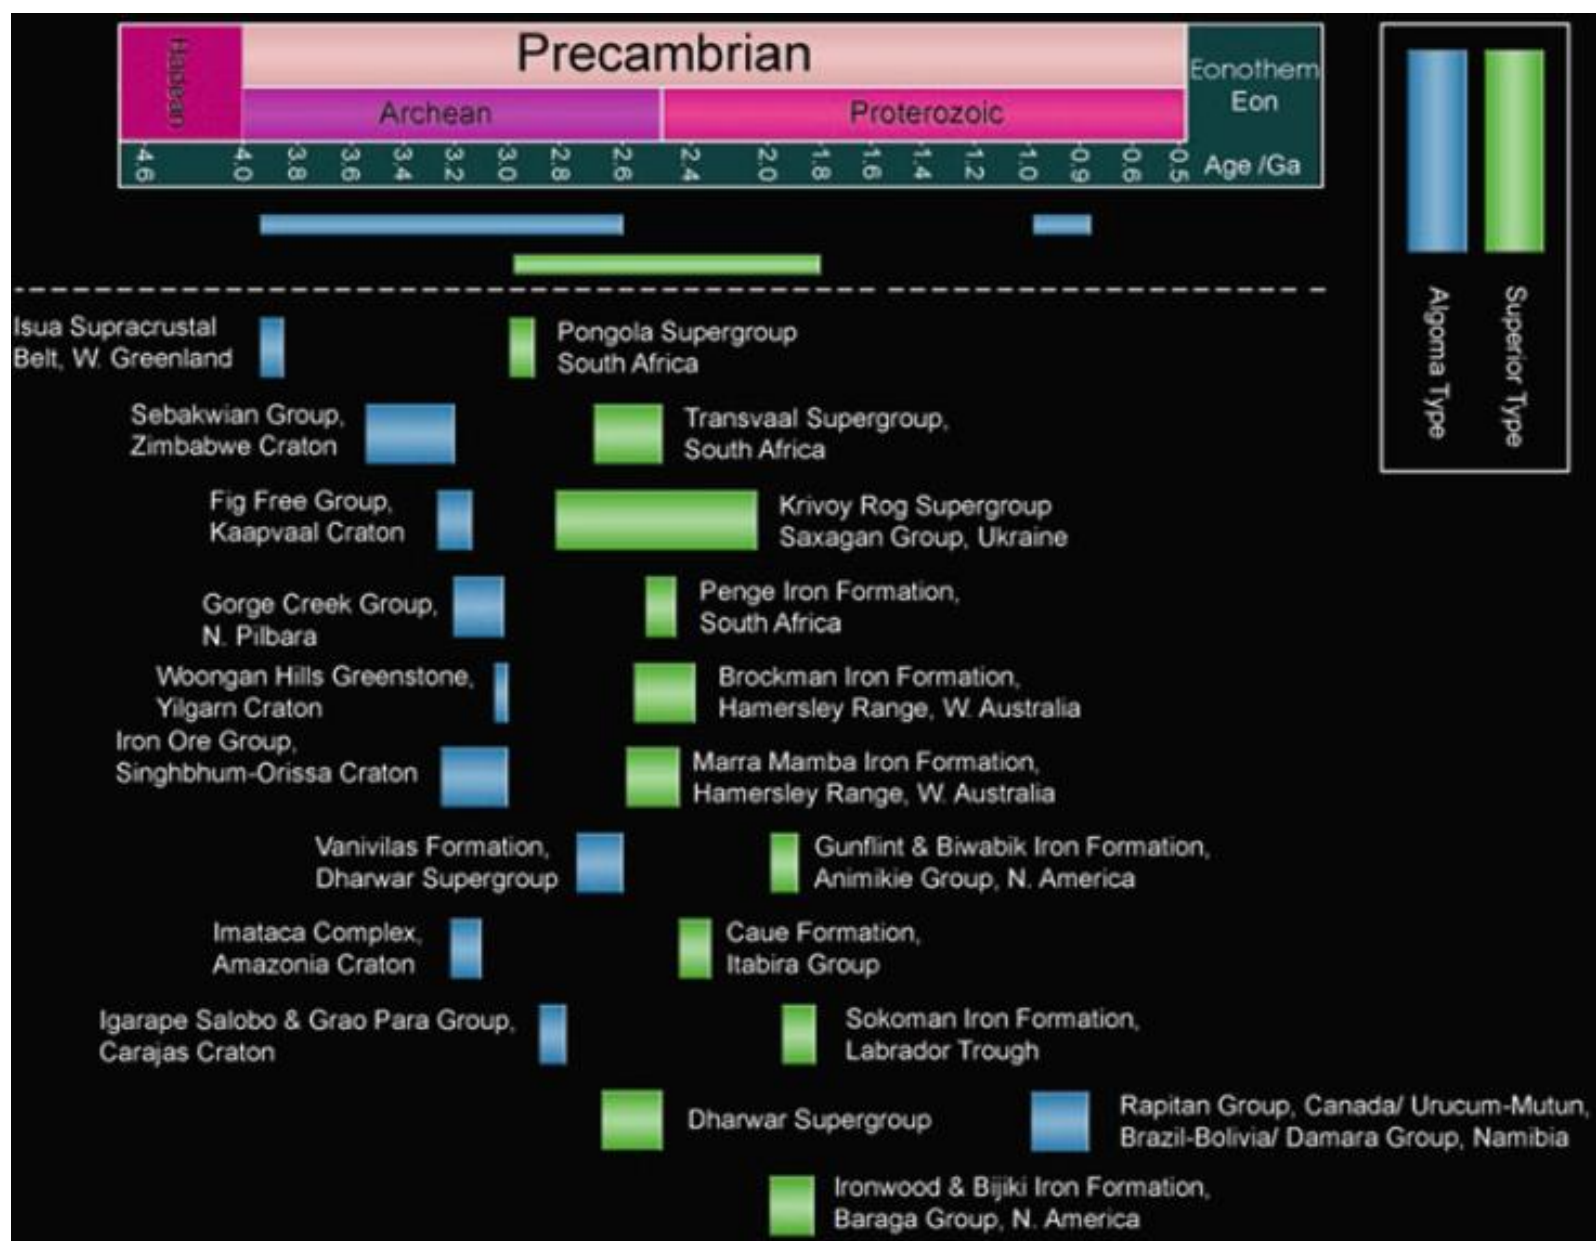 Precambrian
Hadean
Archean
Proterozoic
Eonothem
Eon
4.6
4.0
3.8
3.6
3.4
3.2
3.0
2.8
2.6
2.4
2.0
1.8
1.6
1.4
1.2
1.0
0.9
0.6
0.5
Age /Ga
Algoma Type
Superior Type
Isua Supracrustal
Belt, W. Greenland
Pongola Supergroup
South Africa
Sebakwian Group,
Zimbabwe Craton
Transvaal Supergroup,
South Africa
Fig Free Group,
Kaapvaal Craton
Krivoy Rog Supergroup
Saxagan Group, Ukraine
Gorge Creek Group,
N. Pilbara
Penge Iron Formation,
South Africa
Woongan Hills Greenstone,
Yilgarn Craton
Brockman Iron Formation,
Hamersley Range, W. Australia
Iron Ore Group,
Singhbhum-Orissa Craton
Marra Mamba Iron Formation,
Hamersley Range, W. Australia
Vanivilas Formation,
Dharwar Supergroup
Gunflint & Biwabik Iron Formation,
Animikie Group, N. America
Imataca Complex,
Amazonia Craton
Caue Formation,
Itabira Group
Igarape Salobo & Grao Para Group,
Carajas Craton
Sokoman Iron Formation,
Labrador Trough
Dharwar Supergroup
Rapitan Group, Canada/ Urucum-Mutun,
Brazil-Bolivia/ Damara Group, Namibia
Ironwood & Bijiki Iron Formation,
Baraga Group, N. America